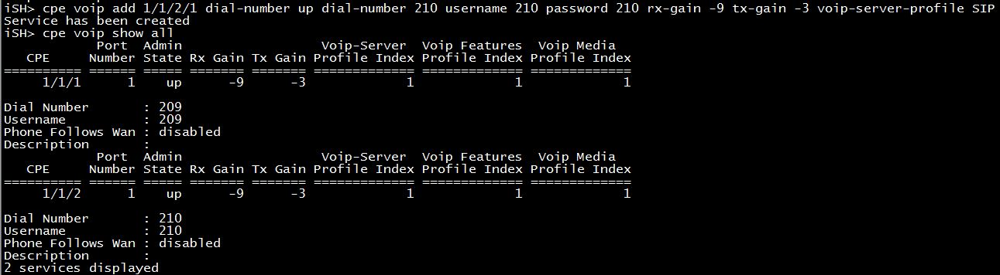 iSH> cpe voip add 1/1/2/1 dial-number up dial-number 210 username 210 password 210 rx-gain -9 tx-gain -3 voip-server-profile SIP
Service has been created
iSH> cpe voip show all
            Port  Admin                  Voip-Server  Voip Features  Voip Media
   CPE     Number State Rx Gain Tx Gain Profile Index Profile Index Profile Index
========== ====== ===== ======= ======= ============= ============= =============
     1/1/1      1    up      -9      -3             1             1             1
Dial Number       : 209
Username          : 209
Phone Follows Wan : disabled
Description       :
            Port  Admin                  Voip-Server  Voip Features  Voip Media
   CPE     Number State Rx Gain Tx Gain Profile Index Profile Index Profile Index
========== ====== ===== ======= ======= ============= ============= =============
     1/1/2      1    up      -9      -3             1             1             1
Dial Number       : 210
Username          : 210
Phone Follows Wan : disabled
Description       :
2 services displayed